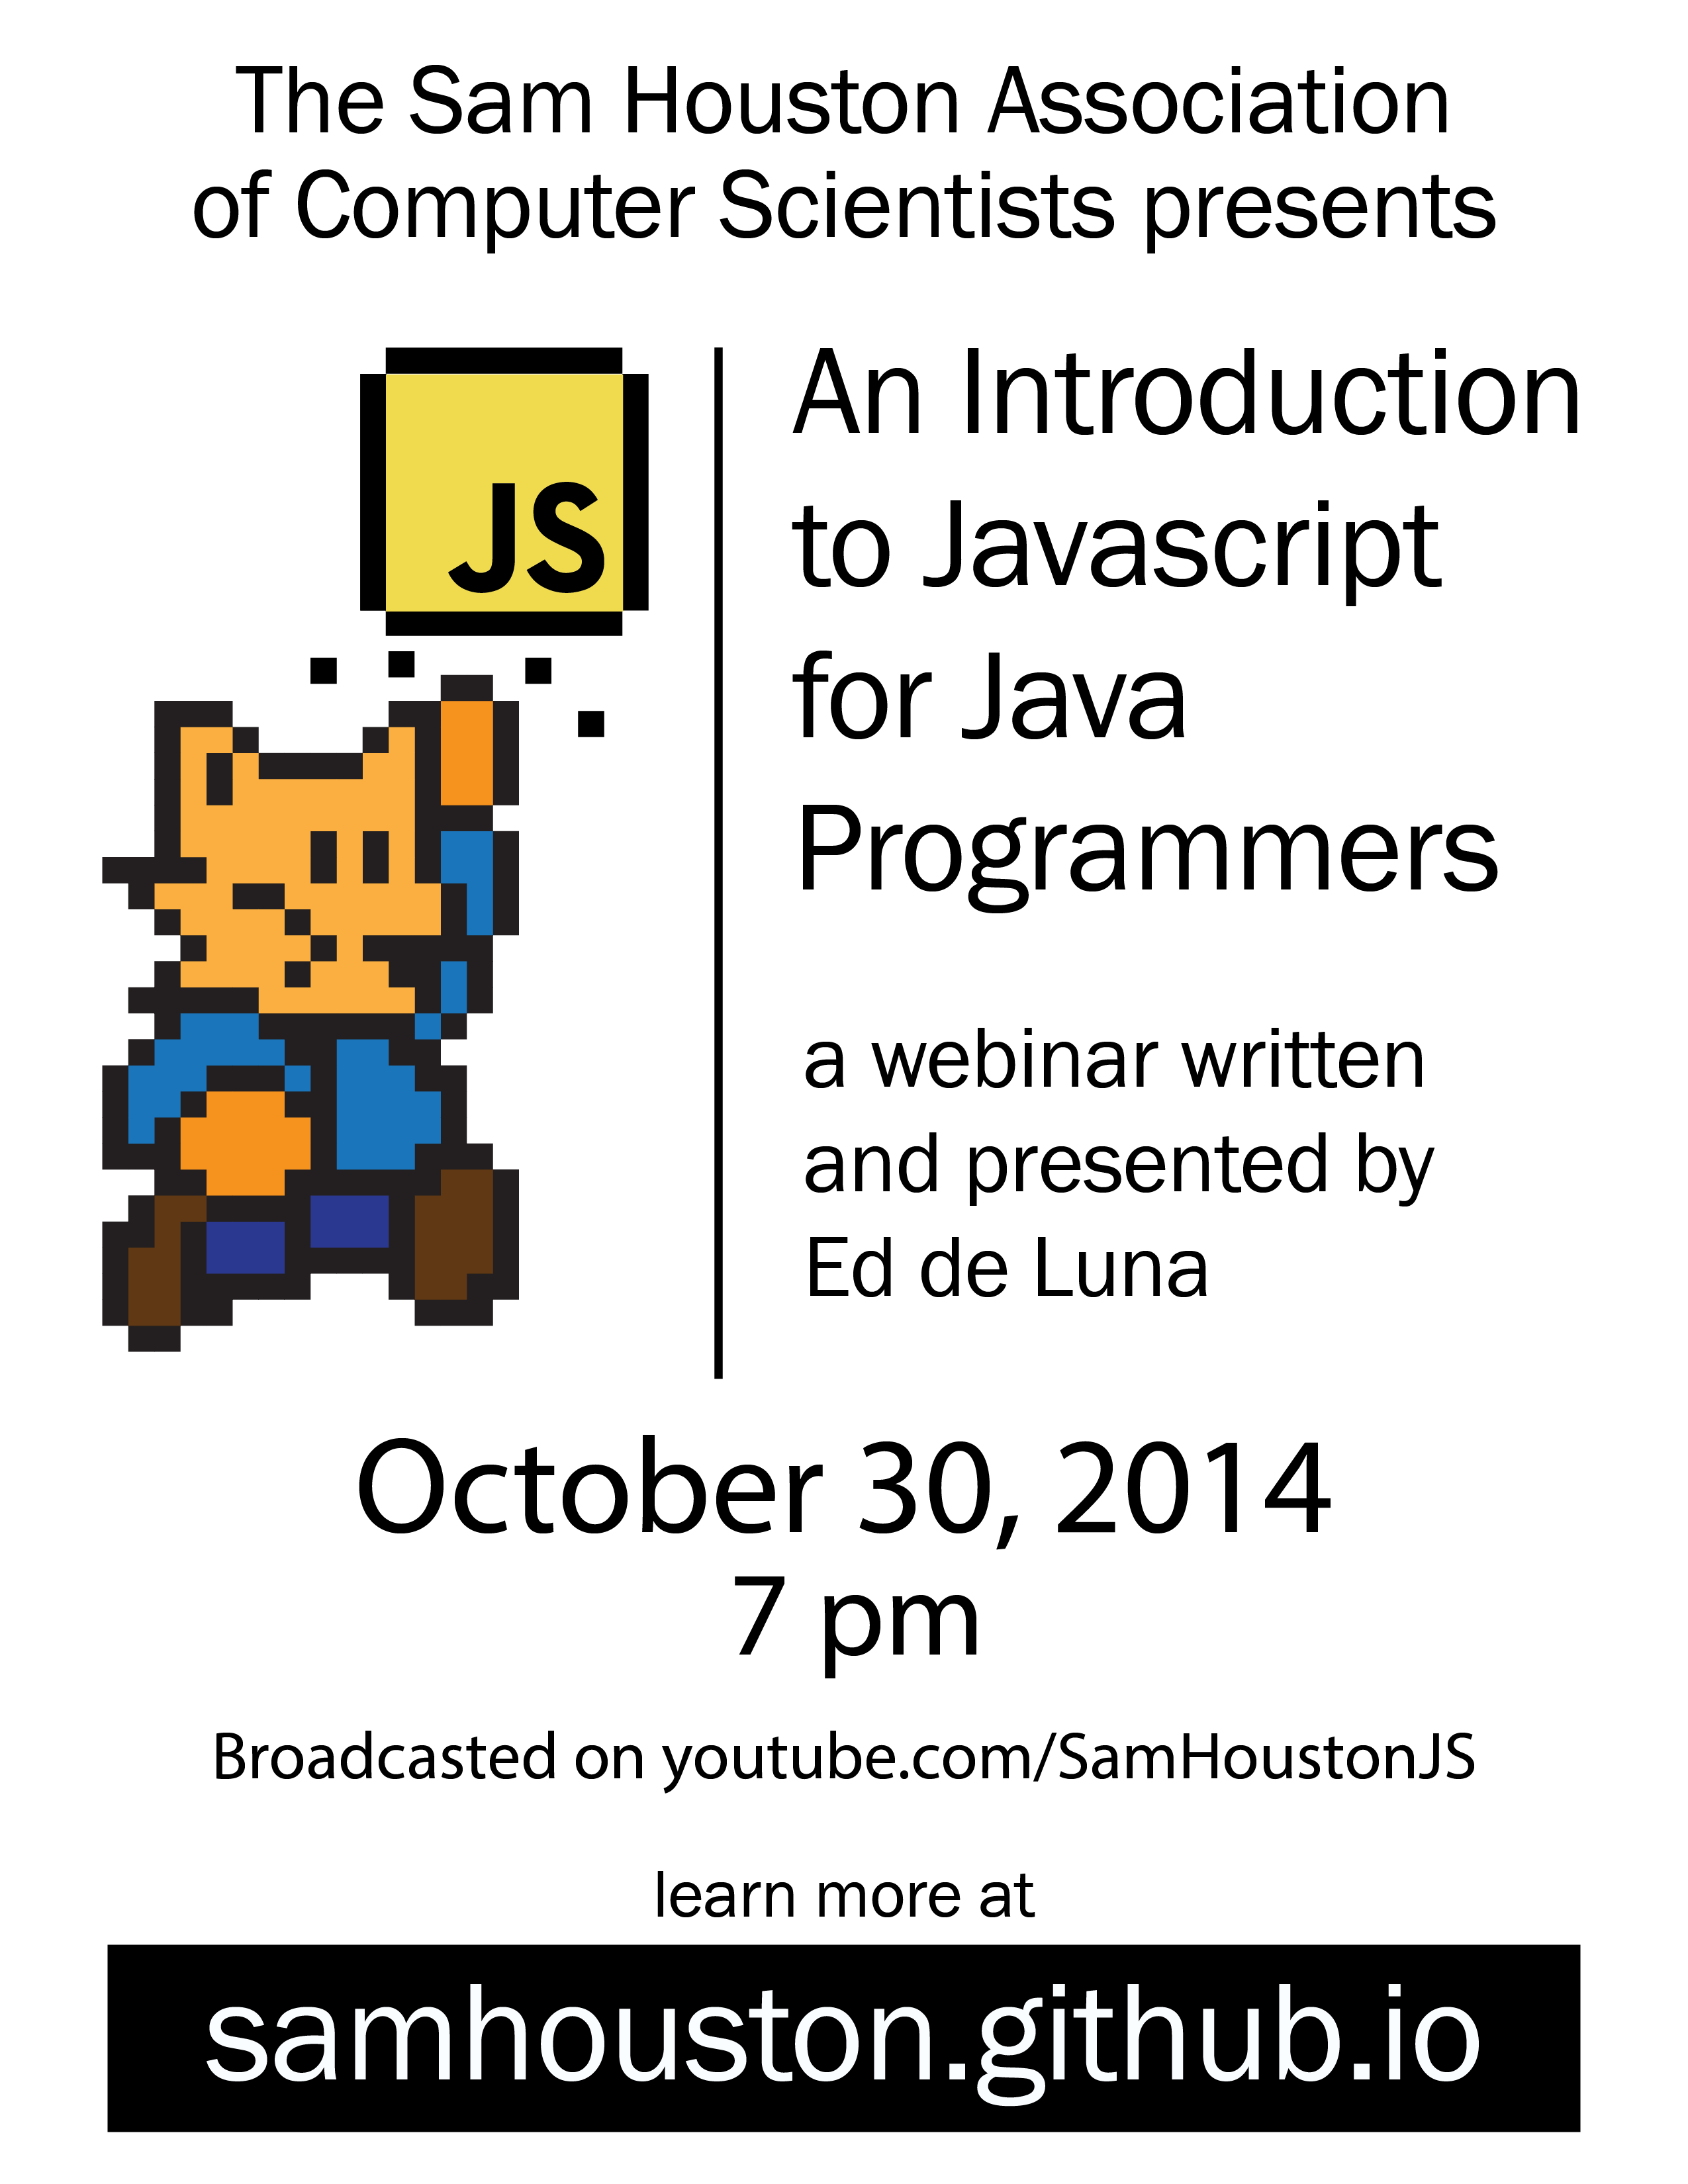 The Sam Houston Association
of Computer Scientists presents
JS
An Introduction
to Javascript
for Java
Programmers
a webinar written
and presented by
Ed de Luna
October 30, 2014
7 pm
Broadcasted on youtube.com/SamHoustonJS
learn more at
samhouston.github.io